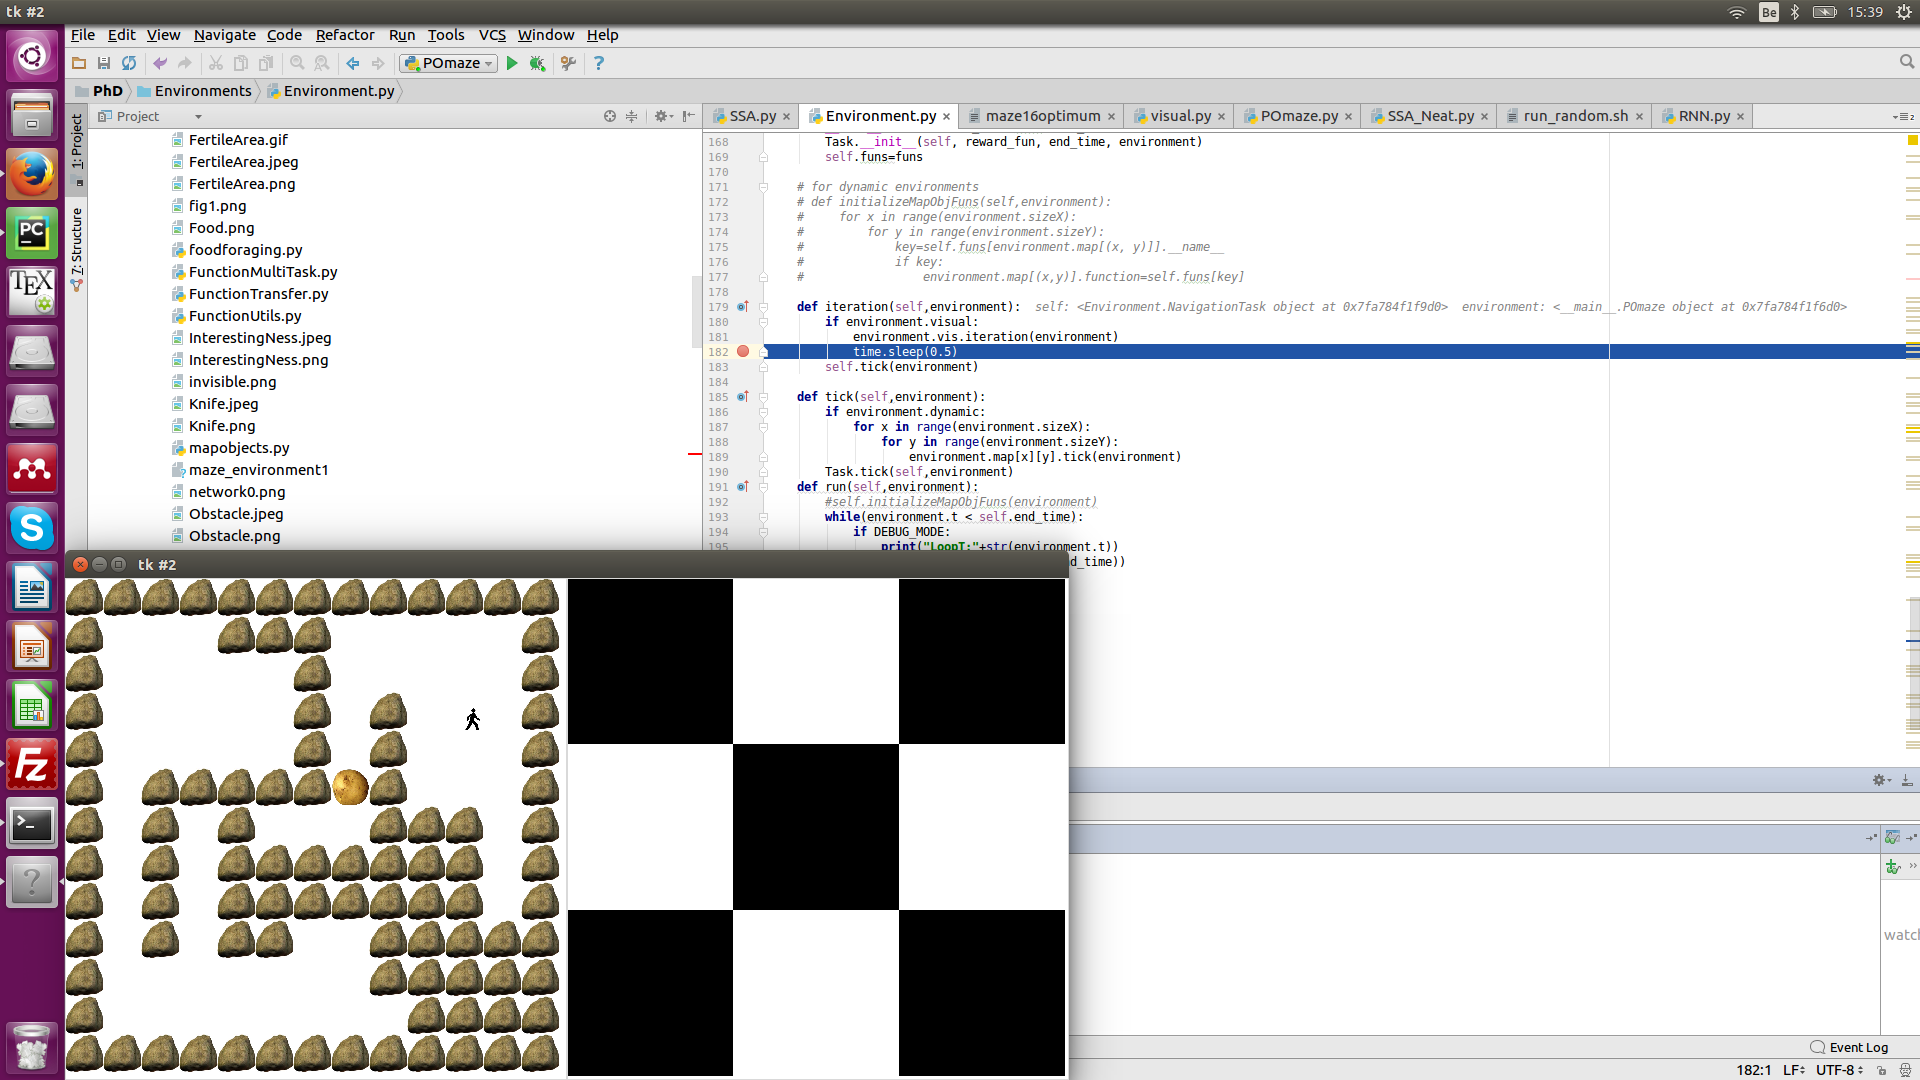 tk #2
Be
15:39
File Edit View Navigate Code Refactor Run Tools VCS Window Help
POmaze
PhD Environments Environment.py
Project
SSA.py Environment.py maze16optimum visual.py POmaze.py SSA_Neat.py run_random.sh RNN.py
1: Project
7: Structure
FertileArea.gif
FertileArea.jpeg
FertileArea.png
fig1.png
Food.png
foodforaging.py
FunctionMultiTask.py
FunctionTransfer.py
FunctionUtils.py
InterestingNess.jpeg
InterestingNess.png
invisible.png
Knife.jpeg
Knife.png
mapobjects.py
maze_environment1
network0.png
Obstacle.jpeg
Obstacle.png
168 Task.__init__(self, reward_fun, end_time, environment)
169 self.funs=funs
170
171 # for dynamic environments
172 # def initializeMapObjFuns(self,environment):
173 # for x in range(environment.sizeX):
174 # for y in range(environment.sizeY):
175 # key=self.funs[environment.map[(x, y)]].__name__
176 # if key:
177 # environment.map[(x,y)].function=self.funs[key]
178
179 def iteration(self,environment): self: <Environment.NavigationTask object at 0x7fa784f1f9d0> environment: <__main__.POmaze object at 0x7fa784f1f6d0>
180 if environment.visual:
181 environment.vis.iteration(environment)
182 time.sleep(0.5)
183 self.tick(environment)
184
185 def tick(self,environment):
186 if environment.dynamic:
187 for x in range(environment.sizeX):
188 for y in range(environment.sizeY):
189 environment.map[x][y].tick(environment)
190 Task.tick(self,environment)
191 def run(self,environment):
192 #self.initializeMapObjFuns(environment)
193 while(environment.t < self.end_time):
194 if DEBUG_MODE:
195 print("LoopT:"+str(environment.t))
d_time))
tk #2
PC
TEX
S
Fz
>_
?
watch
Event Log
182:1 LF UTF-8